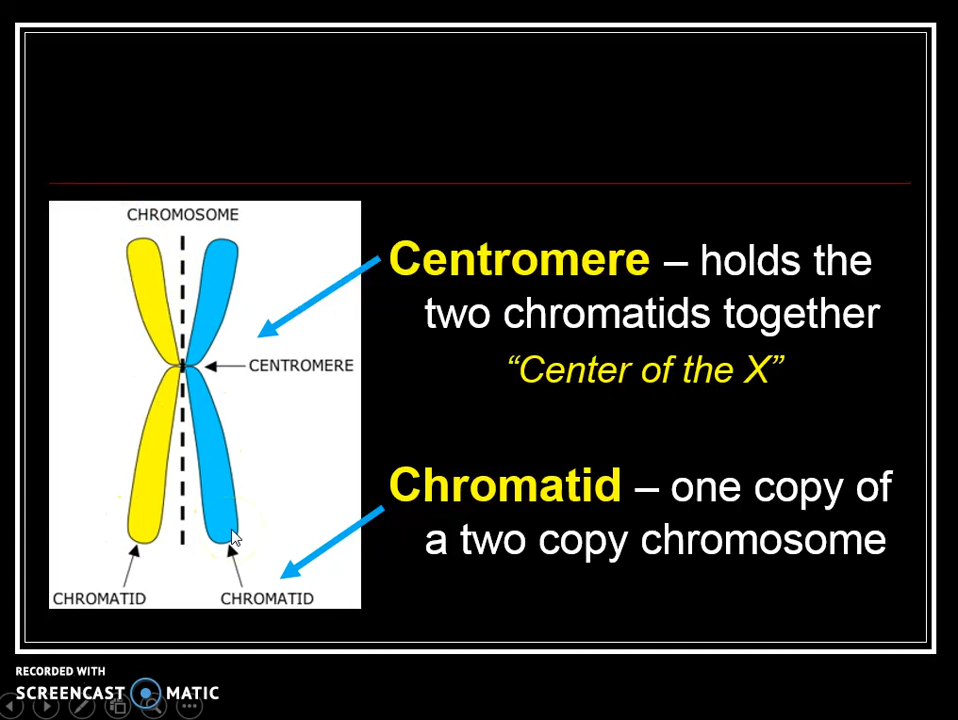 CHROMOSOME
CENTROMERE
CHROMATID
CHROMATID
Centromere – holds the
two chromatids together
“Center of the X”
Chromatid – one copy of
a two copy chromosome
RECORDED WITH
SCREENCAST MATIC